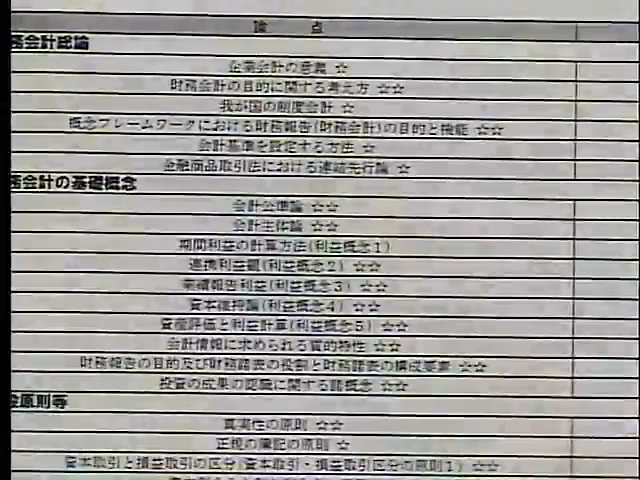 論 点
務会計総論
企業会計の意義 ☆
財務会計の目的に関する考え方 ☆☆
我が国の制度会計 ☆
概念フレームワークにおける財務報告(財務会計)の目的と機能 ☆☆
会計基準を設定する方法 ☆
金融商品取引法における連結先行論 ☆
務会計の基礎概念
会計公準論 ☆☆
会計主体論 ☆☆
期間利益の計算方法(利益概念1)
連携利益観(利益概念2) ☆☆
業績報告利益(利益概念3) ☆☆
資本維持論(利益概念4) ☆☆
資産評価と利益計算(利益概念5) ☆☆
会計情報に求められる質的特性 ☆☆
財務報告の目的及び財務諸表の役割と財務諸表の構成要素 ☆☆
投資の成果の認識に関する諸概念 ☆☆
般原則等
真実性の原則 ☆☆
正規の簿記の原則 ☆
資本取引と損益取引の区分(資本取引・損益取引区分の原則1) ☆☆